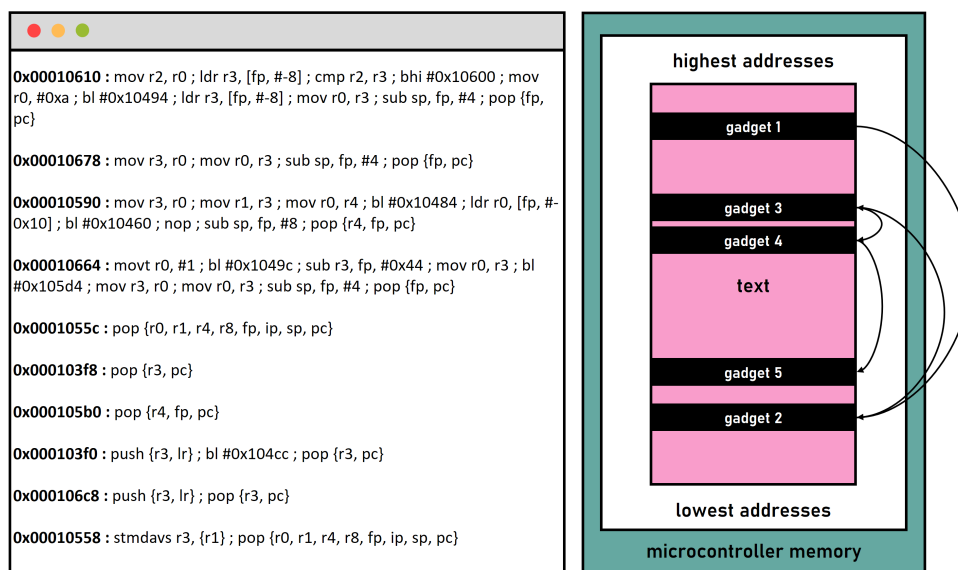 0x00010610 : mov r2, r0 ; ldr r3, [fp, #-8] ; cmp r2, r3 ; bhi #0x10600 ; mov
r0, #0xa ; bl #0x10494 ; ldr r3, [fp, #-8] ; mov r0, r3 ; sub sp, fp, #4 ; pop {fp,
pc}
0x00010678 : mov r3, r0 ; mov r0, r3 ; sub sp, fp, #4 ; pop {fp, pc}
0x00010590 : mov r3, r0 ; mov r1, r3 ; mov r0, r4 ; bl #0x10484 ; ldr r0, [fp, #-
0x10] ; bl #0x10460 ; nop ; sub sp, fp, #8 ; pop {r4, fp, pc}
0x00010664 : movt r0, #1 ; bl #0x1049c ; sub r3, fp, #0x44 ; mov r0, r3 ; bl
#0x105d4 ; mov r3, r0 ; mov r0, r3 ; sub sp, fp, #4 ; pop {fp, pc}
0x0001055c : pop {r0, r1, r4, r8, fp, ip, sp, pc}
0x000103f8 : pop {r3, pc}
0x000105b0 : pop {r4, fp, pc}
0x000103f0 : push {r3, lr} ; bl #0x104cc ; pop {r3, pc}
0x000106c8 : push {r3, lr} ; pop {r3, pc}
0x00010558 : stmdavs r3, {r1} ; pop {r0, r1, r4, r8, fp, ip, sp, pc}
highest addresses
gadget 1
gadget 3
gadget 4
text
gadget 5
gadget 2
lowest addresses
microcontroller memory